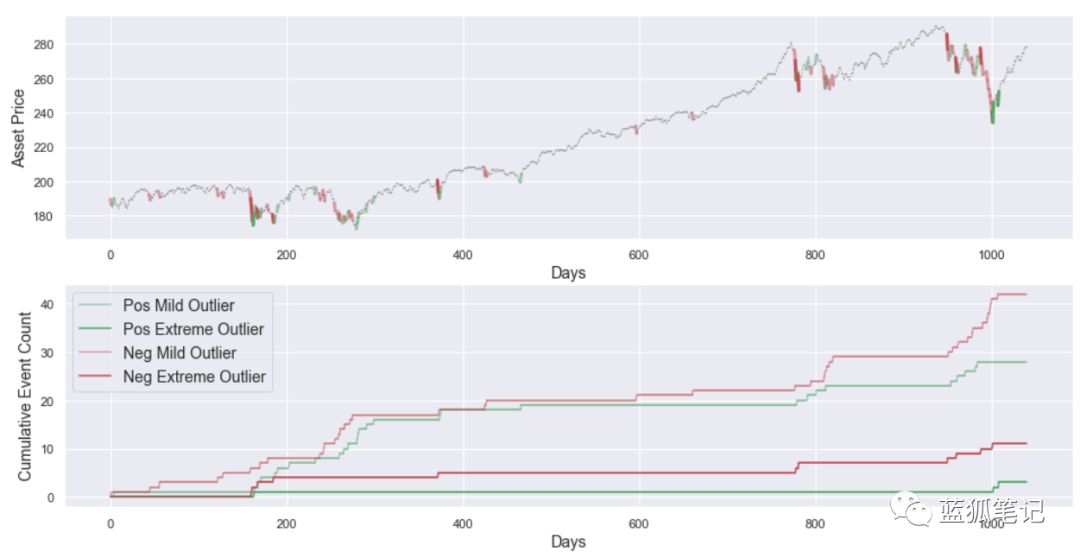 280
260
240
220
200
180
Asset Price
0
200
400
600
800
1000
Days
40
30
20
10
0
Cumulative Event Count
Pos Mild Outlier
Pos Extreme Outlier
Neg Mild Outlier
Neg Extreme Outlier
0
200
400
600
800
1000
Days
蓝狐笔记